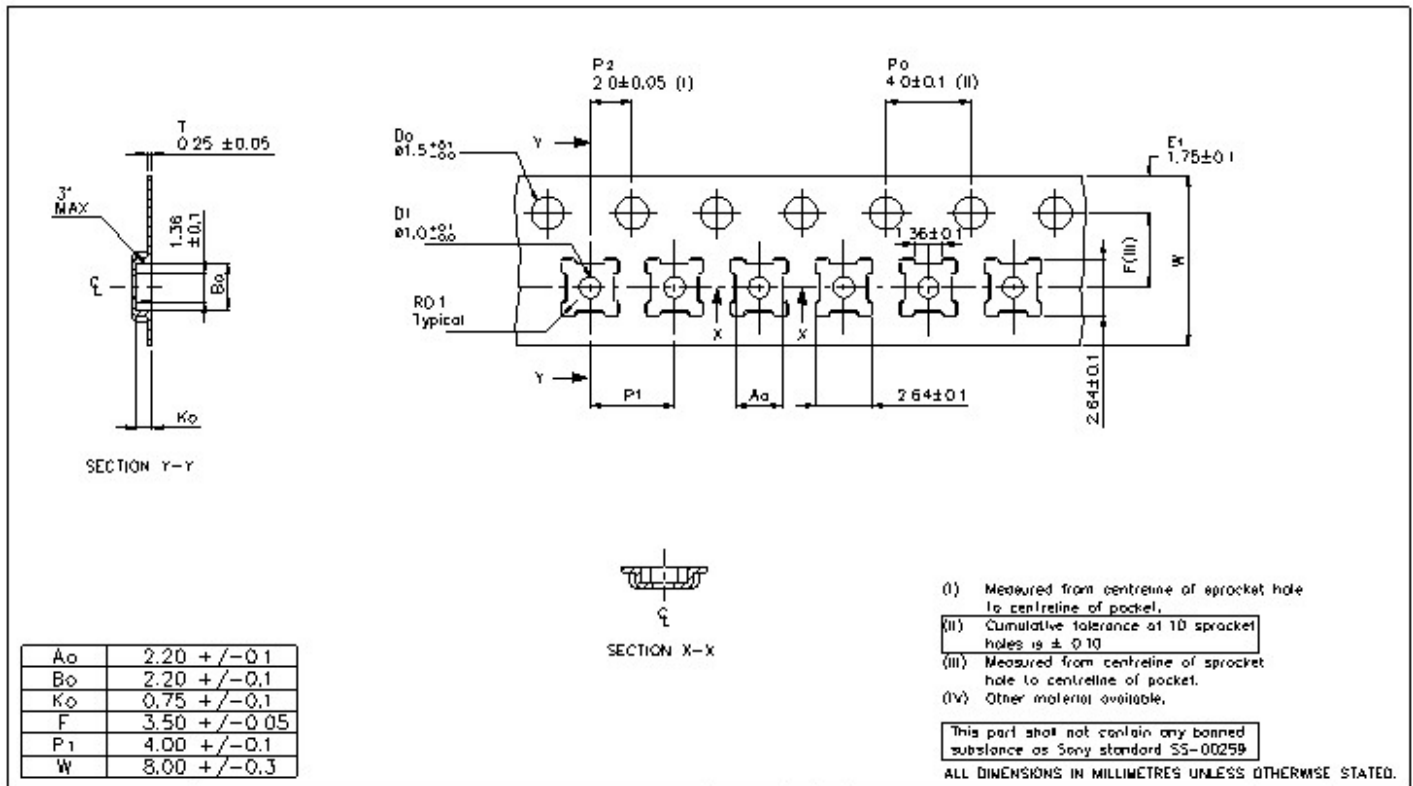 P2
2.0±0.05 (I)
Po
4.0±0.1 (II)
T
0.25 ±0.05
Do
ø1.5 +0.1 -0.0
Y
E1
1.75±0.1
3°
MAX
1.36
±0.1
D1
ø1.0 +0.1 -0.0
1.36±0.1
F(III)
W
℄
Bo
R0.1
Typical
X
X
Y
P1
Ao
2.64±0.1
2.64±0.1
Ko
SECTION Y-Y
℄
SECTION X-X
(I) Measured from centreline of sprocket hole
to centreline of pocket.
(II) Cumulative tolerance of 10 sprocket
holes is ± 0.10
(III) Measured from centreline of sprocket
hole to centreline of pocket.
(IV) Other material available.
This part shall not contain any banned
substance as Sony standard SS-00259
ALL DIMENSIONS IN MILLIMETRES UNLESS OTHERWISE STATED.
Ao 2.20 +/-0.1
Bo 2.20 +/-0.1
Ko 0.75 +/-0.1
F 3.50 +/-0.05
P1 4.00 +/-0.1
W 8.00 +/-0.3